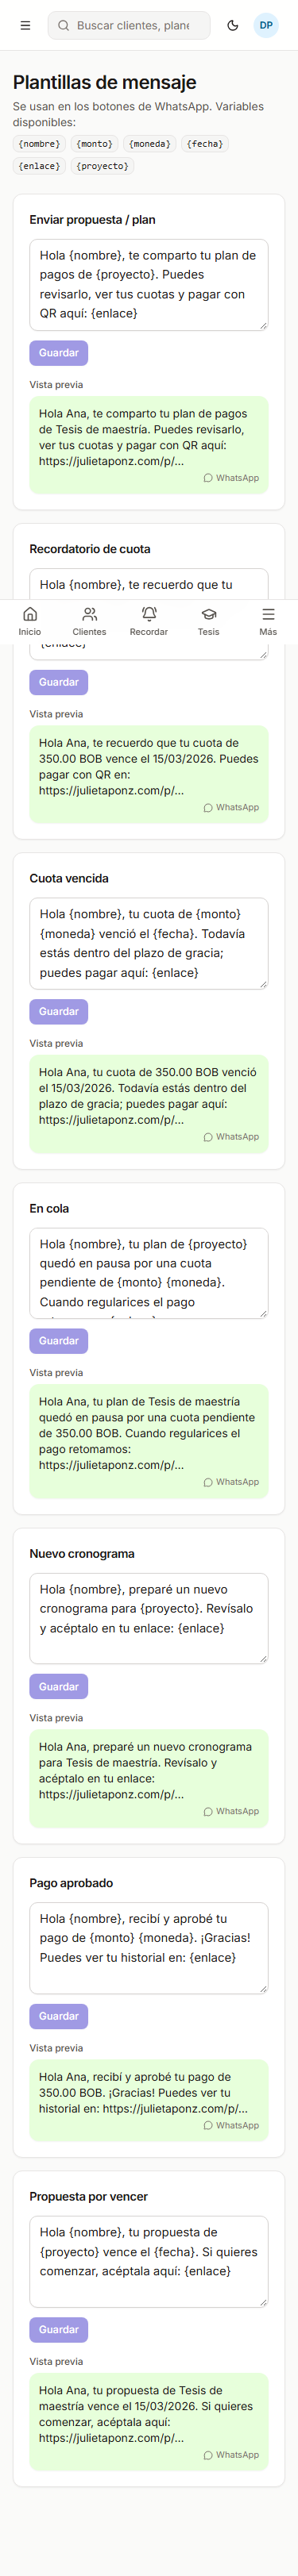 Buscar clientes, plane
DP
Plantillas de mensaje
Se usan en los botones de WhatsApp. Variables
disponibles:
{nombre} {monto} {moneda} {fecha}
{enlace} {proyecto}
Enviar propuesta / plan
Hola {nombre}, te comparto tu plan de
pagos de {proyecto}. Puedes
revisarlo, ver tus cuotas y pagar con
QR aquí: {enlace}
Guardar
Vista previa
Hola Ana, te comparto tu plan de pagos
de Tesis de maestría. Puedes revisarlo,
ver tus cuotas y pagar con QR aquí:
https://julietaponz.com/p/...
WhatsApp
Recordatorio de cuota
Hola {nombre}, te recuerdo que tu
Inicio Clientes Recordar Tesis Más
{enlace}
Guardar
Vista previa
Hola Ana, te recuerdo que tu cuota de
350.00 BOB vence el 15/03/2026. Puedes
pagar con QR en:
https://julietaponz.com/p/...
WhatsApp
Cuota vencida
Hola {nombre}, tu cuota de {monto}
{moneda} venció el {fecha}. Todavía
estás dentro del plazo de gracia;
puedes pagar aquí: {enlace}
Guardar
Vista previa
Hola Ana, tu cuota de 350.00 BOB venció
el 15/03/2026. Todavía estás dentro del
plazo de gracia; puedes pagar aquí:
https://julietaponz.com/p/...
WhatsApp
En cola
Hola {nombre}, tu plan de {proyecto}
quedó en pausa por una cuota
pendiente de {monto} {moneda}.
Cuando regularices el pago
Guardar
Vista previa
Hola Ana, tu plan de Tesis de maestría
quedó en pausa por una cuota pendiente
de 350.00 BOB. Cuando regularices el
pago retomamos:
https://julietaponz.com/p/...
WhatsApp
Nuevo cronograma
Hola {nombre}, preparé un nuevo
cronograma para {proyecto}. Revísalo
y acéptalo en tu enlace: {enlace}
Guardar
Vista previa
Hola Ana, preparé un nuevo cronograma
para Tesis de maestría. Revísalo y
acéptalo en tu enlace:
https://julietaponz.com/p/...
WhatsApp
Pago aprobado
Hola {nombre}, recibí y aprobé tu
pago de {monto} {moneda}. ¡Gracias!
Puedes ver tu historial en: {enlace}
Guardar
Vista previa
Hola Ana, recibí y aprobé tu pago de
350.00 BOB. ¡Gracias! Puedes ver tu
historial en: https://julietaponz.com/p/...
WhatsApp
Propuesta por vencer
Hola {nombre}, tu propuesta de
{proyecto} vence el {fecha}. Si quieres
comenzar, acéptala aquí: {enlace}
Guardar
Vista previa
Hola Ana, tu propuesta de Tesis de
maestría vence el 15/03/2026. Si quieres
comenzar, acéptala aquí:
https://julietaponz.com/p/...
WhatsApp